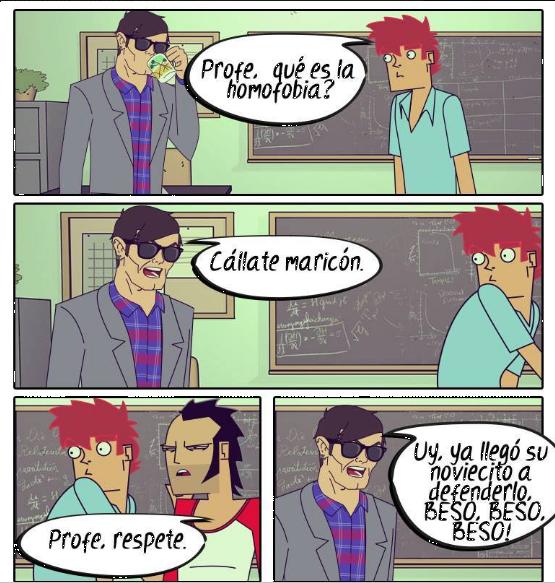 Profe, qué es la
homofobia?
Cállate maricón.
Profe, respete.
Uy, ya llegó su
noviecito a
defenderlo.
BESO, BESO,
BESO!